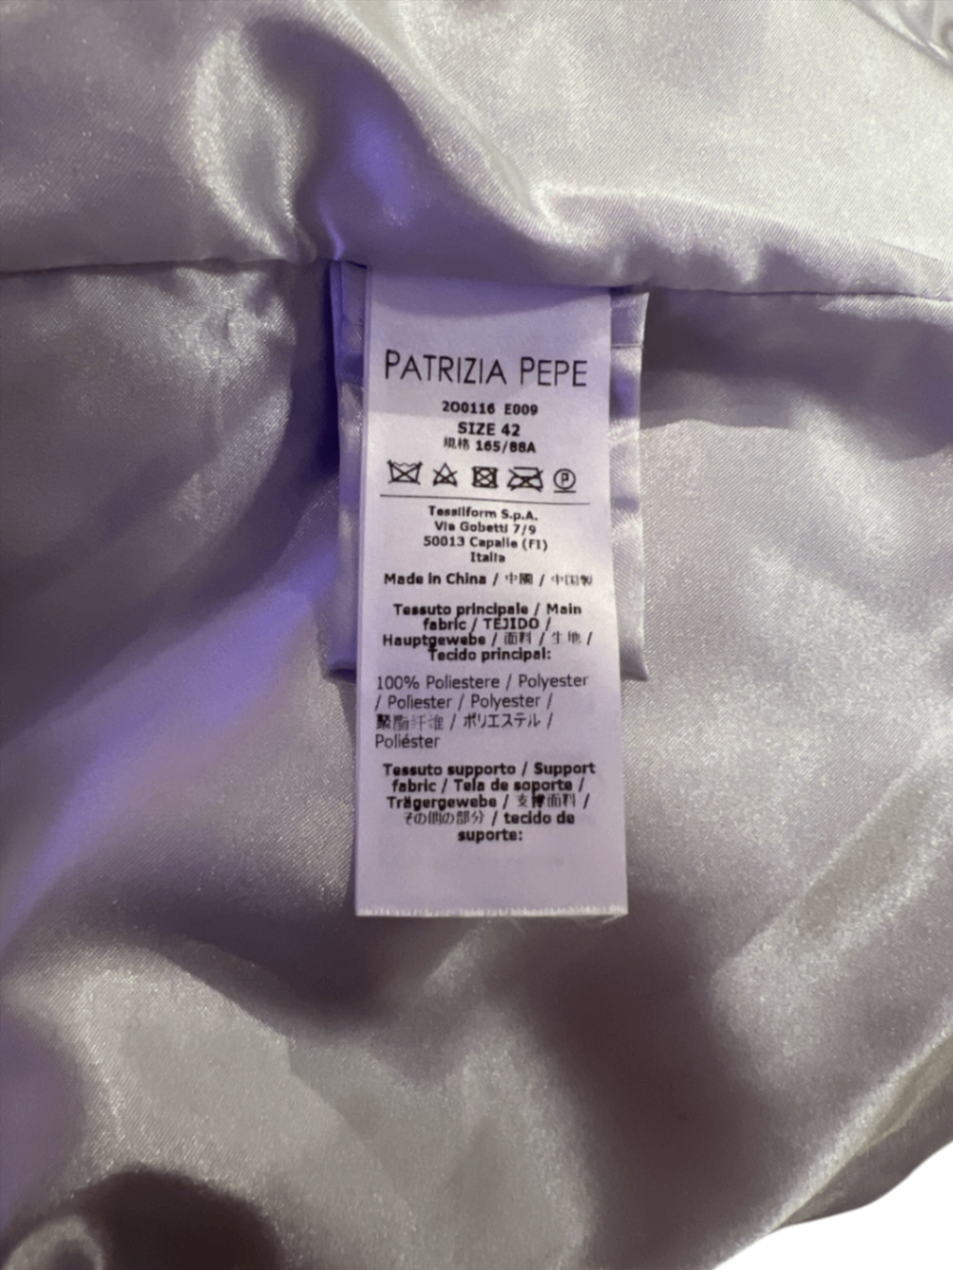 PATRIZIA PEPE
2O0116 E009
SIZE 42
規格 165/88A
P
Tessilform S.p.A.
Via Gobetti 7/9
50013 Capalle (FI)
Italia
Made in China / 中國 / 中国製
Tessuto principale / Main
fabric / TEJIDO /
Hauptgewebe / 面料 / 生地 /
Tecido principal:
100% Poliestere / Polyester
/ Poliester / Polyester /
聚酯纤维 / ポリエステル /
Poliéster
Tessuto supporto / Support
fabric / Tela de soporte /
Trägergewebe / 支撑面料 /
その他の部分 / tecido de
suporte: